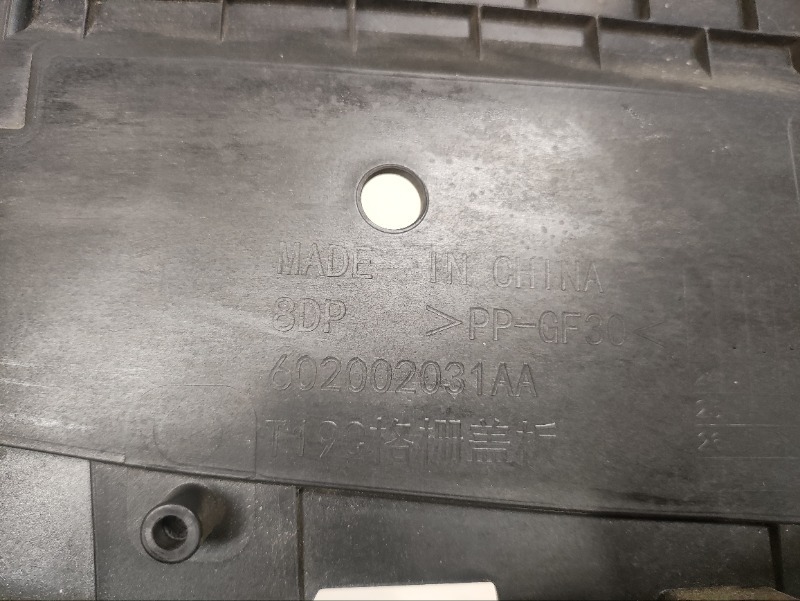 MADE IN CHINA
8DP >PP-GF30<
602002031AA
T19C格栅盖板